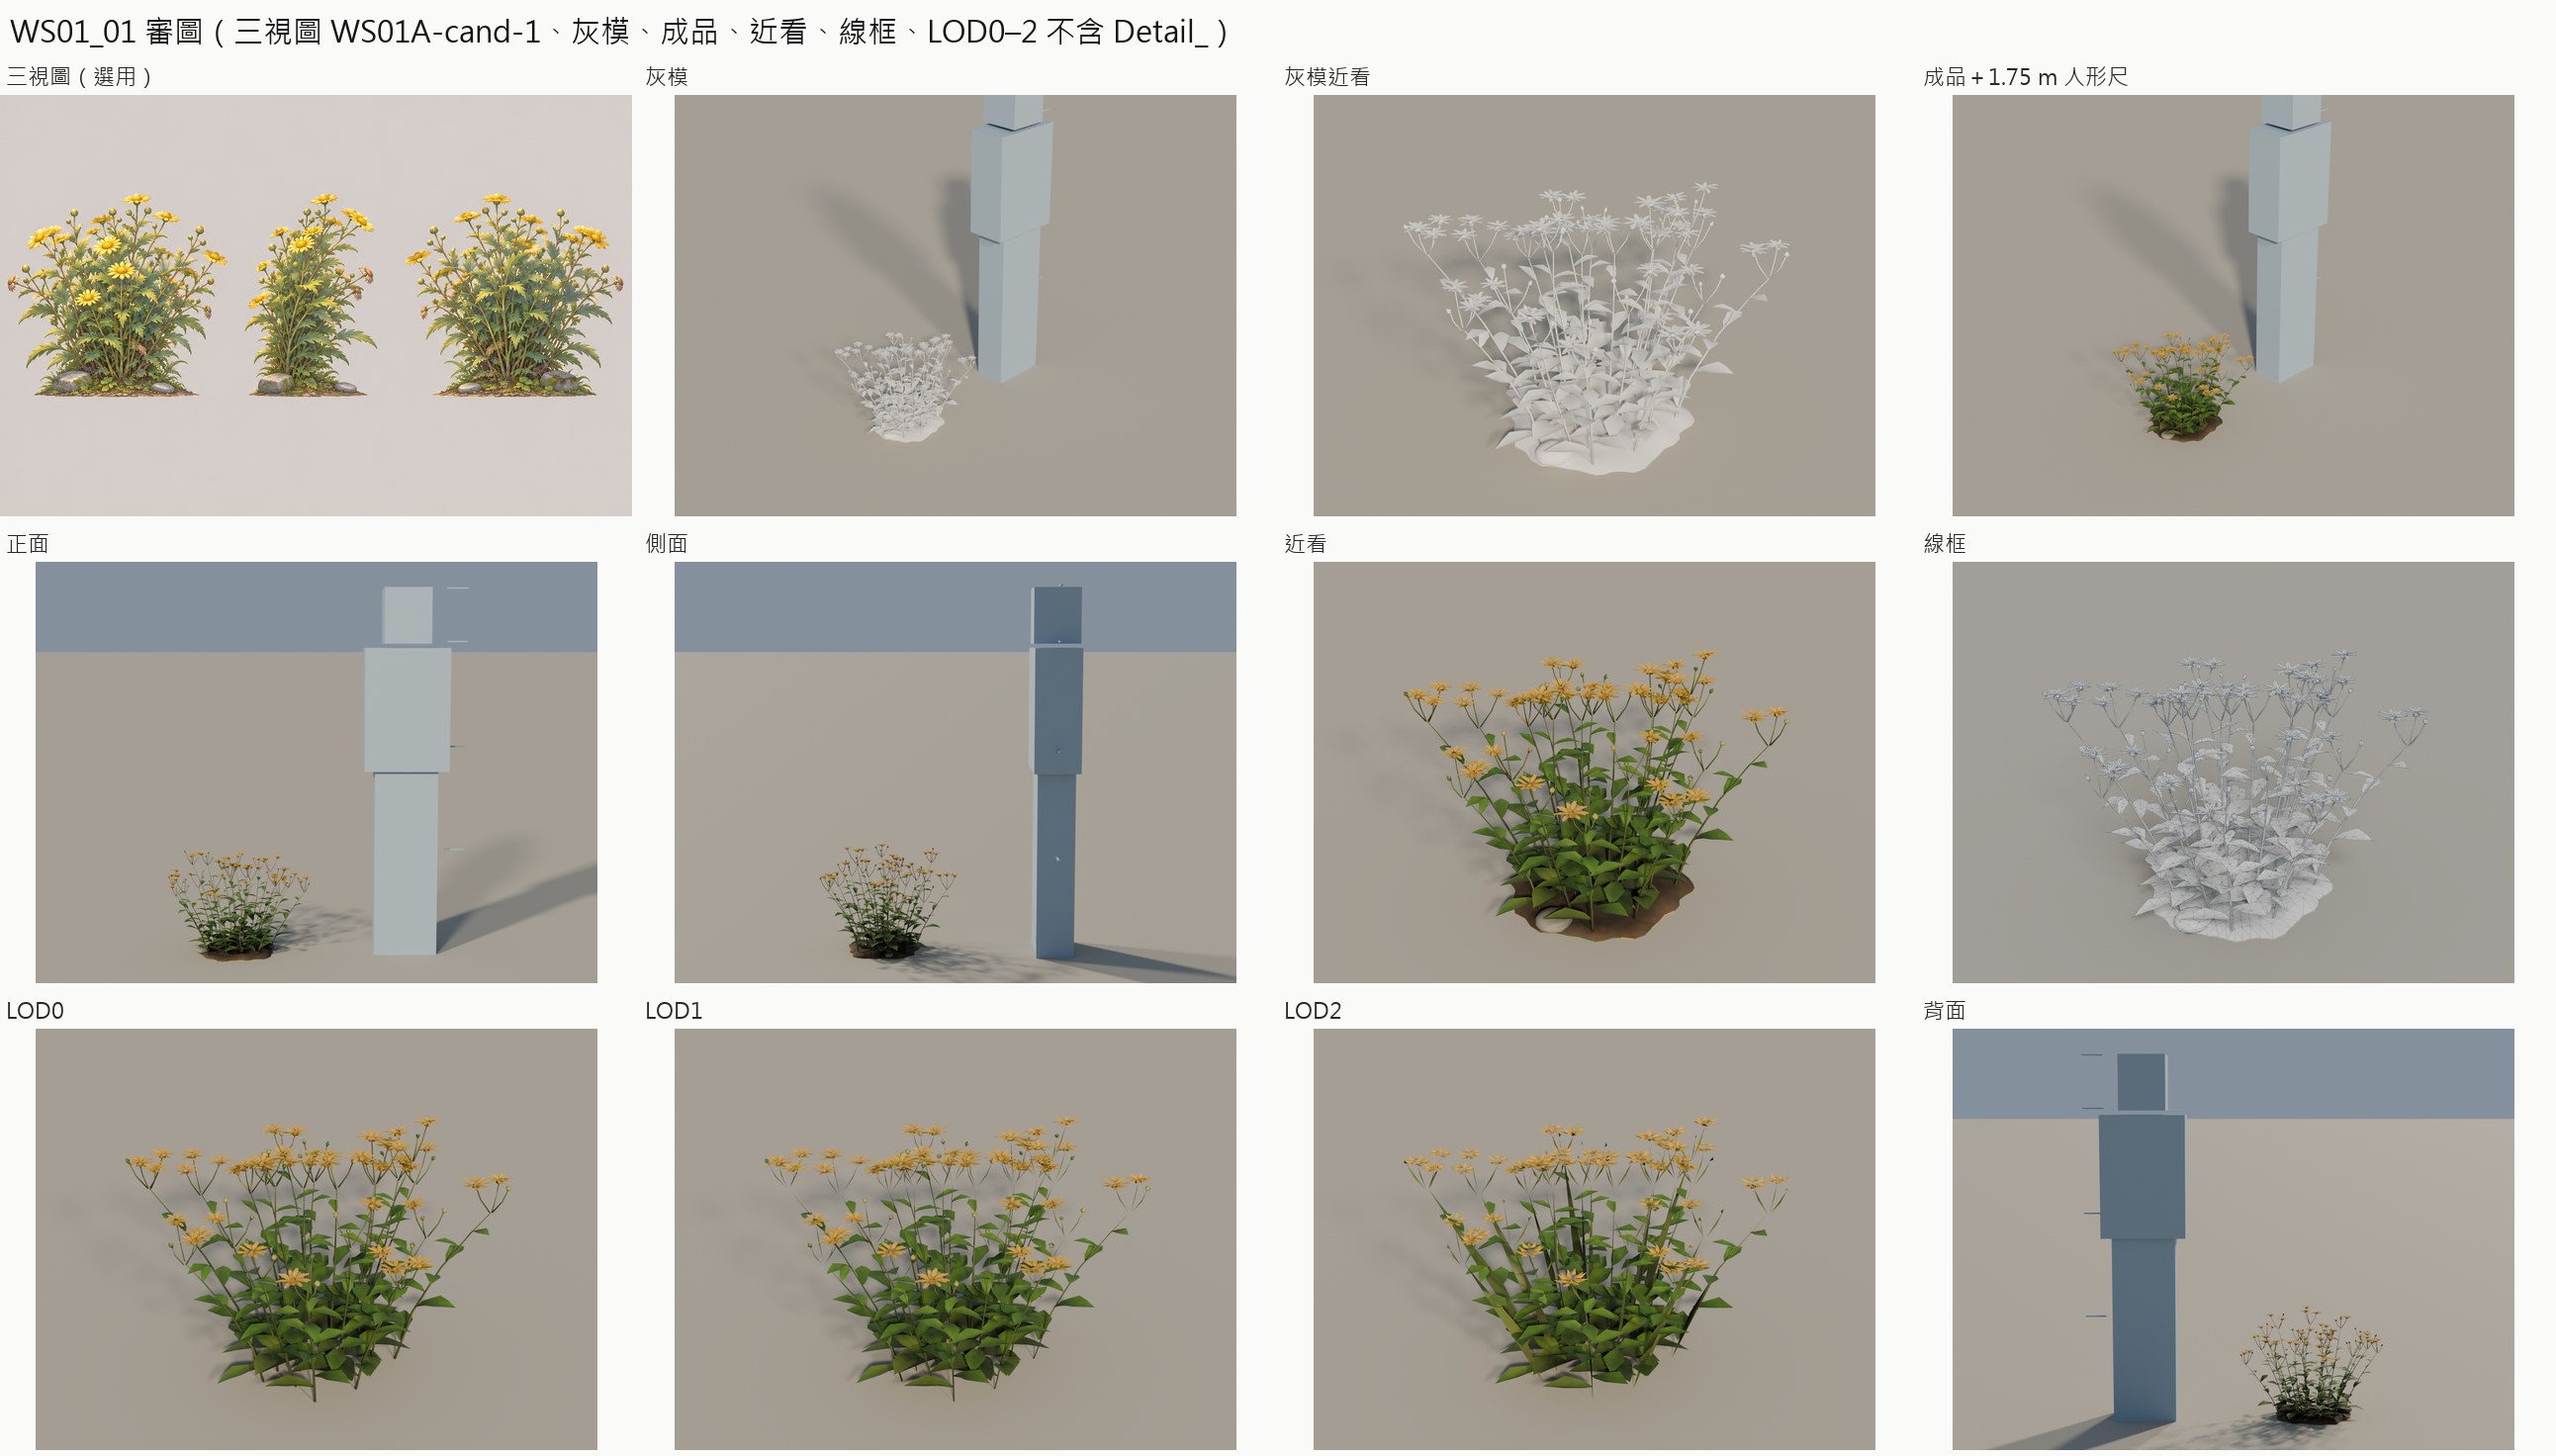 WS01_01 審圖（三視圖 WS01A-cand-1、灰模、成品、近看、線框、LOD0–2 不含 Detail_）
三視圖（選用）
灰模
灰模近看
成品＋1.75 m 人形尺
正面
側面
近看
線框
LOD0
LOD1
LOD2
背面